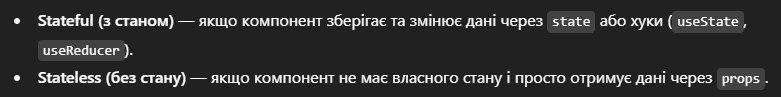 • Stateful (з станом) — якщо компонент зберігає та змінює дані через state або хуки (useState,
useReducer).
• Stateless (без стану) — якщо компонент не має власного стану і просто отримує дані через props.